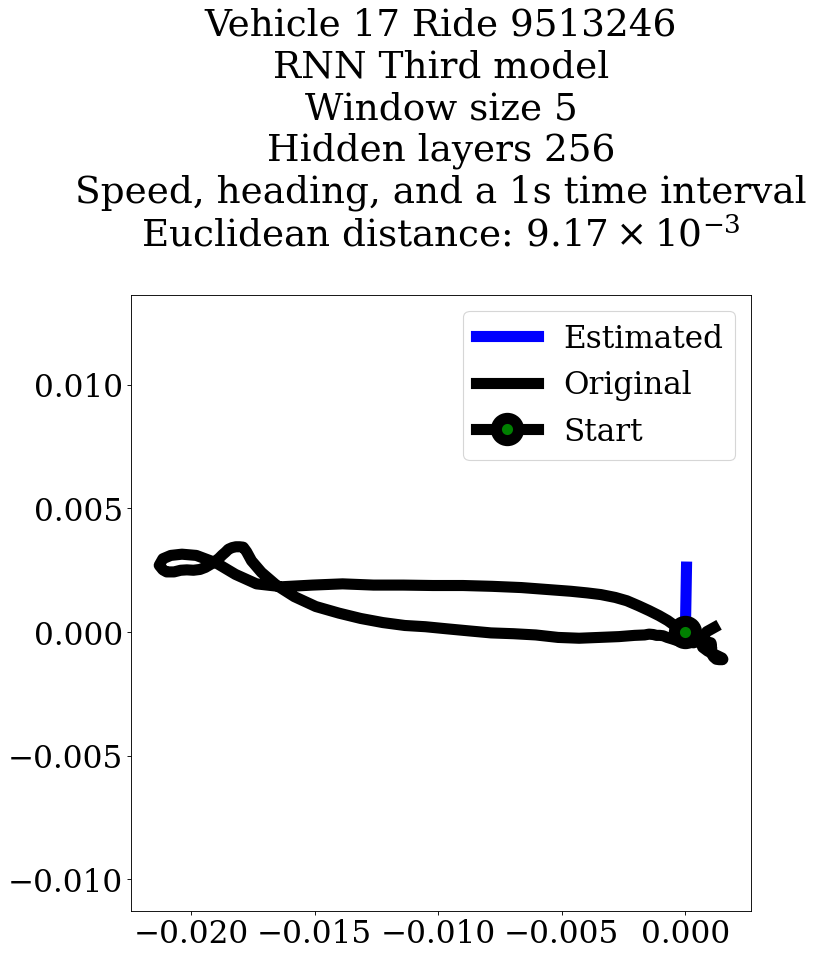 Vehicle 17 Ride 9513246
RNN Third model
Window size 5
Hidden layers 256
Speed, heading, and a 1s time interval
Euclidean distance: 9.17 × 10⁻³
Estimated
Original
Start
0.010
0.005
0.000
−0.005
−0.010
−0.020 −0.015 −0.010 −0.005 0.000